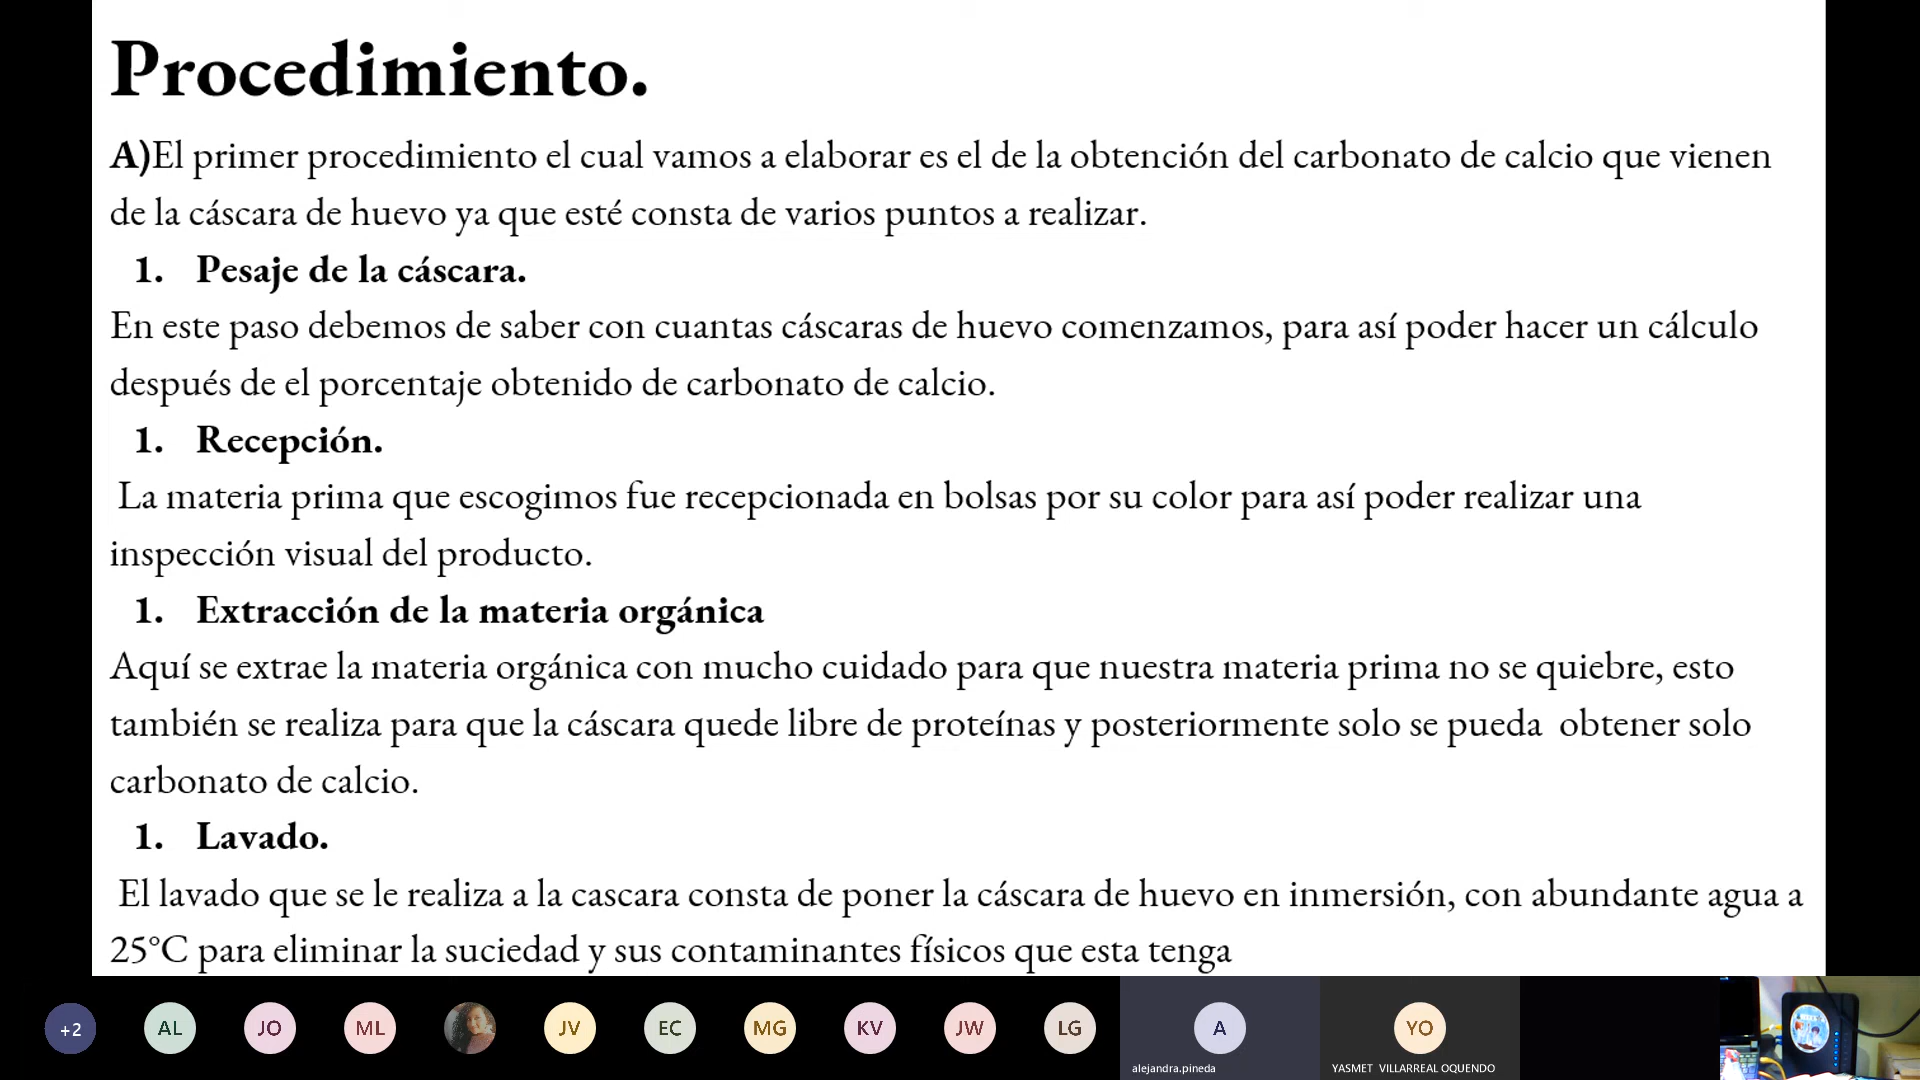 Procedimiento.
A)El primer procedimiento el cual vamos a elaborar es el de la obtención del carbonato de calcio que vienen
de la cáscara de huevo ya que esté consta de varios puntos a realizar.
1. Pesaje de la cáscara.
En este paso debemos de saber con cuantas cáscaras de huevo comenzamos, para así poder hacer un cálculo
después de el porcentaje obtenido de carbonato de calcio.
1. Recepción.
La materia prima que escogimos fue recepcionada en bolsas por su color para así poder realizar una
inspección visual del producto.
1. Extracción de la materia orgánica
Aquí se extrae la materia orgánica con mucho cuidado para que nuestra materia prima no se quiebre, esto
también se realiza para que la cáscara quede libre de proteínas y posteriormente solo se pueda  obtener solo
carbonato de calcio.
1. Lavado.
El lavado que se le realiza a la cascara consta de poner la cáscara de huevo en inmersión, con abundante agua a
25°C para eliminar la suciedad y sus contaminantes físicos que esta tenga
+2 AL JO ML JV EC MG KV JW LG A YO
alejandra.pineda YASMET VILLARREAL OQUENDO